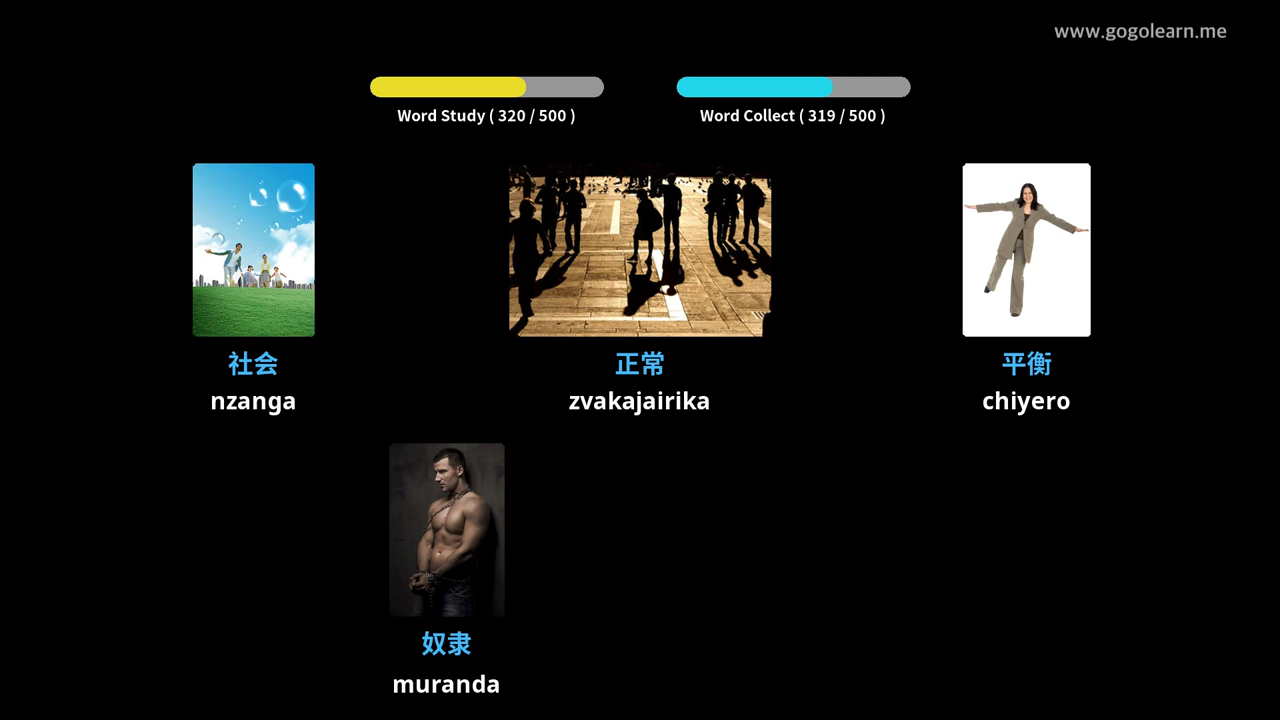 www.gogolearn.me
Word Study ( 320 / 500 )
Word Collect ( 319 / 500 )
社会
nzanga
正常
zvakajairika
平衡
chiyero
奴隶
muranda